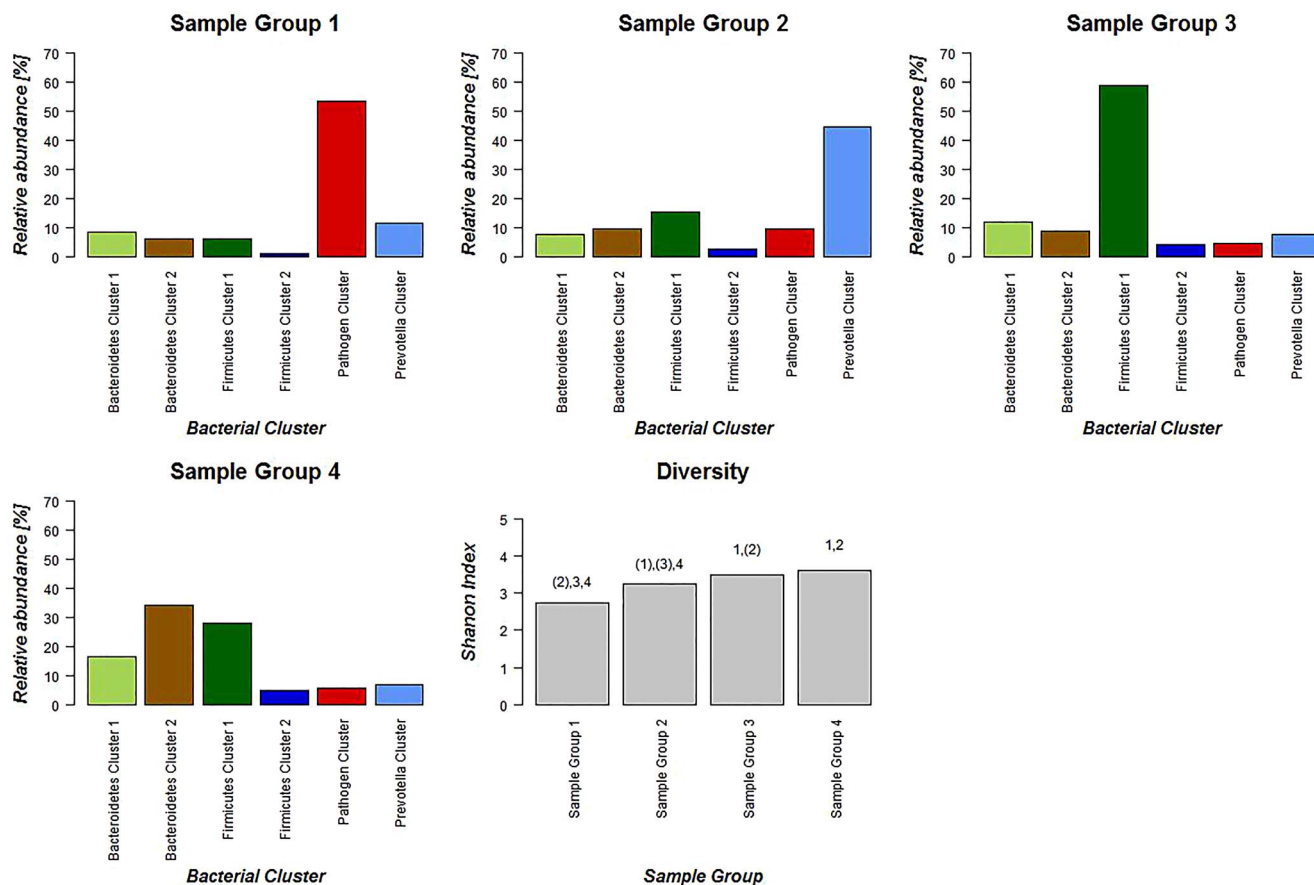 Sample Group 1
Relative abundance [%]
70
60
50
40
30
20
10
0
Bacteroidetes Cluster 1
Bacteroidetes Cluster 2
Firmicutes Cluster 1
Firmicutes Cluster 2
Pathogen Cluster
Prevotella Cluster
Bacterial Cluster
Sample Group 2
Relative abundance [%]
70
60
50
40
30
20
10
0
Bacteroidetes Cluster 1
Bacteroidetes Cluster 2
Firmicutes Cluster 1
Firmicutes Cluster 2
Pathogen Cluster
Prevotella Cluster
Bacterial Cluster
Sample Group 3
Relative abundance [%]
70
60
50
40
30
20
10
0
Bacteroidetes Cluster 1
Bacteroidetes Cluster 2
Firmicutes Cluster 1
Firmicutes Cluster 2
Pathogen Cluster
Prevotella Cluster
Bacterial Cluster
Sample Group 4
Relative abundance [%]
70
60
50
40
30
20
10
0
Bacteroidetes Cluster 1
Bacteroidetes Cluster 2
Firmicutes Cluster 1
Firmicutes Cluster 2
Pathogen Cluster
Prevotella Cluster
Bacterial Cluster
Diversity
Shanon Index
5
4
3
2
1
0
(2),3,4
(1),(3),4
1,(2)
1,2
Sample Group 1
Sample Group 2
Sample Group 3
Sample Group 4
Sample Group